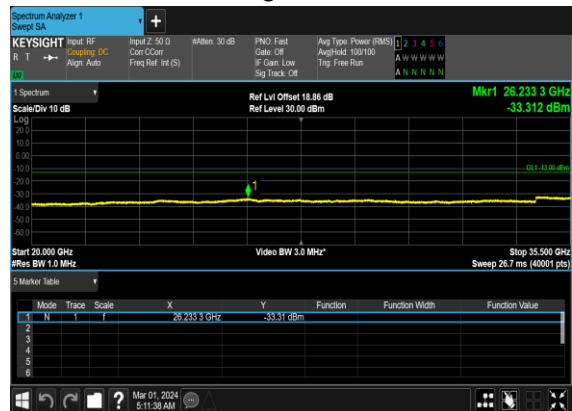 Spectrum Analyzer 1
Swept SA
+
KEYSIGHT Input: RF Input Z: 50 Ω #Atten: 30 dB PNO: Fast Avg Type: Power (RMS) 1 2 3 4 5 6
R T Coupling: DC Corr CCorr Gate: Off Avg|Hold: 100/100 A W W W W W
Align: Auto Freq Ref: Int (S) IF Gain: Low Trig: Free Run
Sig Track: Off A N N N N N
1 Spectrum
Ref Lvl Offset 18.86 dB Mkr1 26.233 3 GHz
Scale/Div 10 dB Ref Level 30.00 dBm -33.312 dBm
Log
20.0
10.0
0.00
-10.0
DL1 -13.00 dBm
-20.0
1
-30.0
-40.0
-50.0
-60.0
Start 20.000 GHz Video BW 3.0 MHz* Stop 35.500 GHz
#Res BW 1.0 MHz Sweep 26.7 ms (40001 pts)
5 Marker Table
Mode Trace Scale X Y Function Function Width Function Value
1 N 1 f 26.233 3 GHz -33.31 dBm
2
3
4
5
6
? Mar 01, 2024
5:11:38 AM